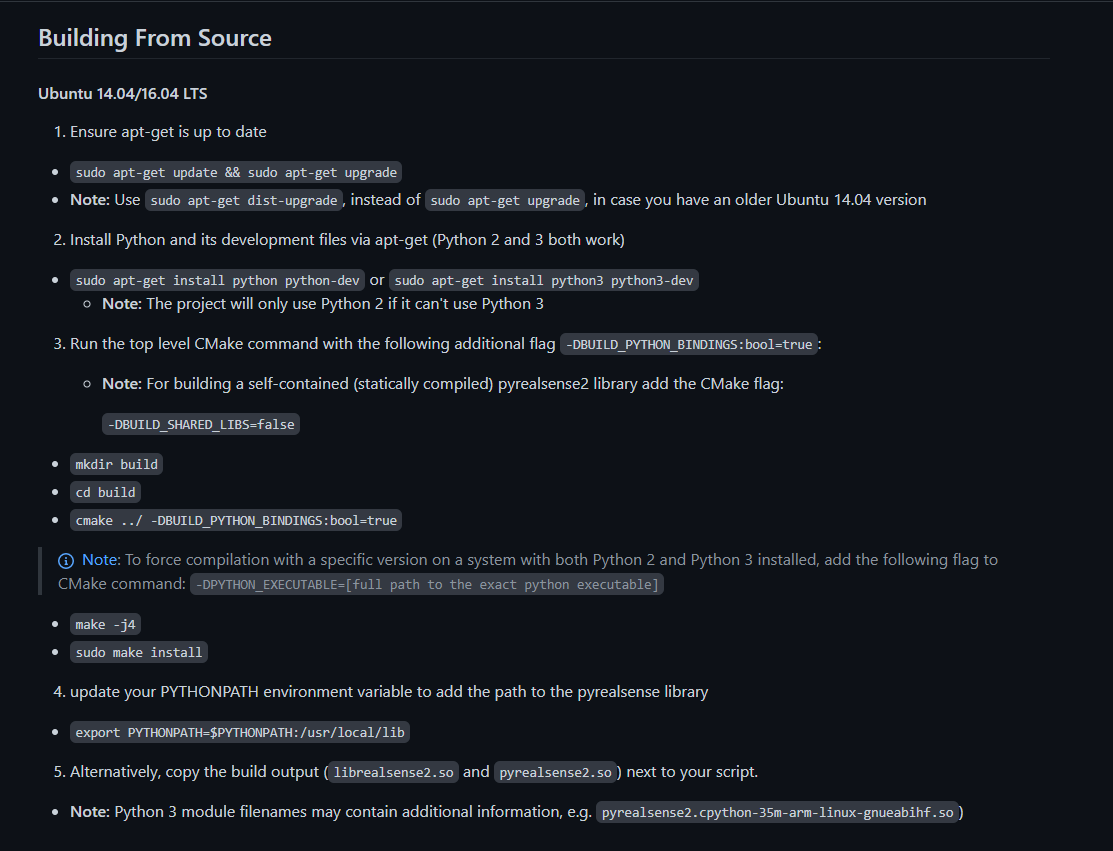 Building From Source
Ubuntu 14.04/16.04 LTS
1. Ensure apt-get is up to date
• sudo apt-get update && sudo apt-get upgrade
• Note: Use sudo apt-get dist-upgrade, instead of sudo apt-get upgrade, in case you have an older Ubuntu 14.04 version
2. Install Python and its development files via apt-get (Python 2 and 3 both work)
• sudo apt-get install python python-dev or sudo apt-get install python3 python3-dev
◦ Note: The project will only use Python 2 if it can't use Python 3
3. Run the top level CMake command with the following additional flag -DBUILD_PYTHON_BINDINGS:bool=true:
◦ Note: For building a self-contained (statically compiled) pyrealsense2 library add the CMake flag:
-DBUILD_SHARED_LIBS=false
• mkdir build
• cd build
• cmake ../ -DBUILD_PYTHON_BINDINGS:bool=true
Note: To force compilation with a specific version on a system with both Python 2 and Python 3 installed, add the following flag to
CMake command: -DPYTHON_EXECUTABLE=[full path to the exact python executable]
• make -j4
• sudo make install
4. update your PYTHONPATH environment variable to add the path to the pyrealsense library
• export PYTHONPATH=$PYTHONPATH:/usr/local/lib
5. Alternatively, copy the build output (librealsense2.so and pyrealsense2.so) next to your script.
• Note: Python 3 module filenames may contain additional information, e.g. pyrealsense2.cpython-35m-arm-linux-gnueabihf.so)